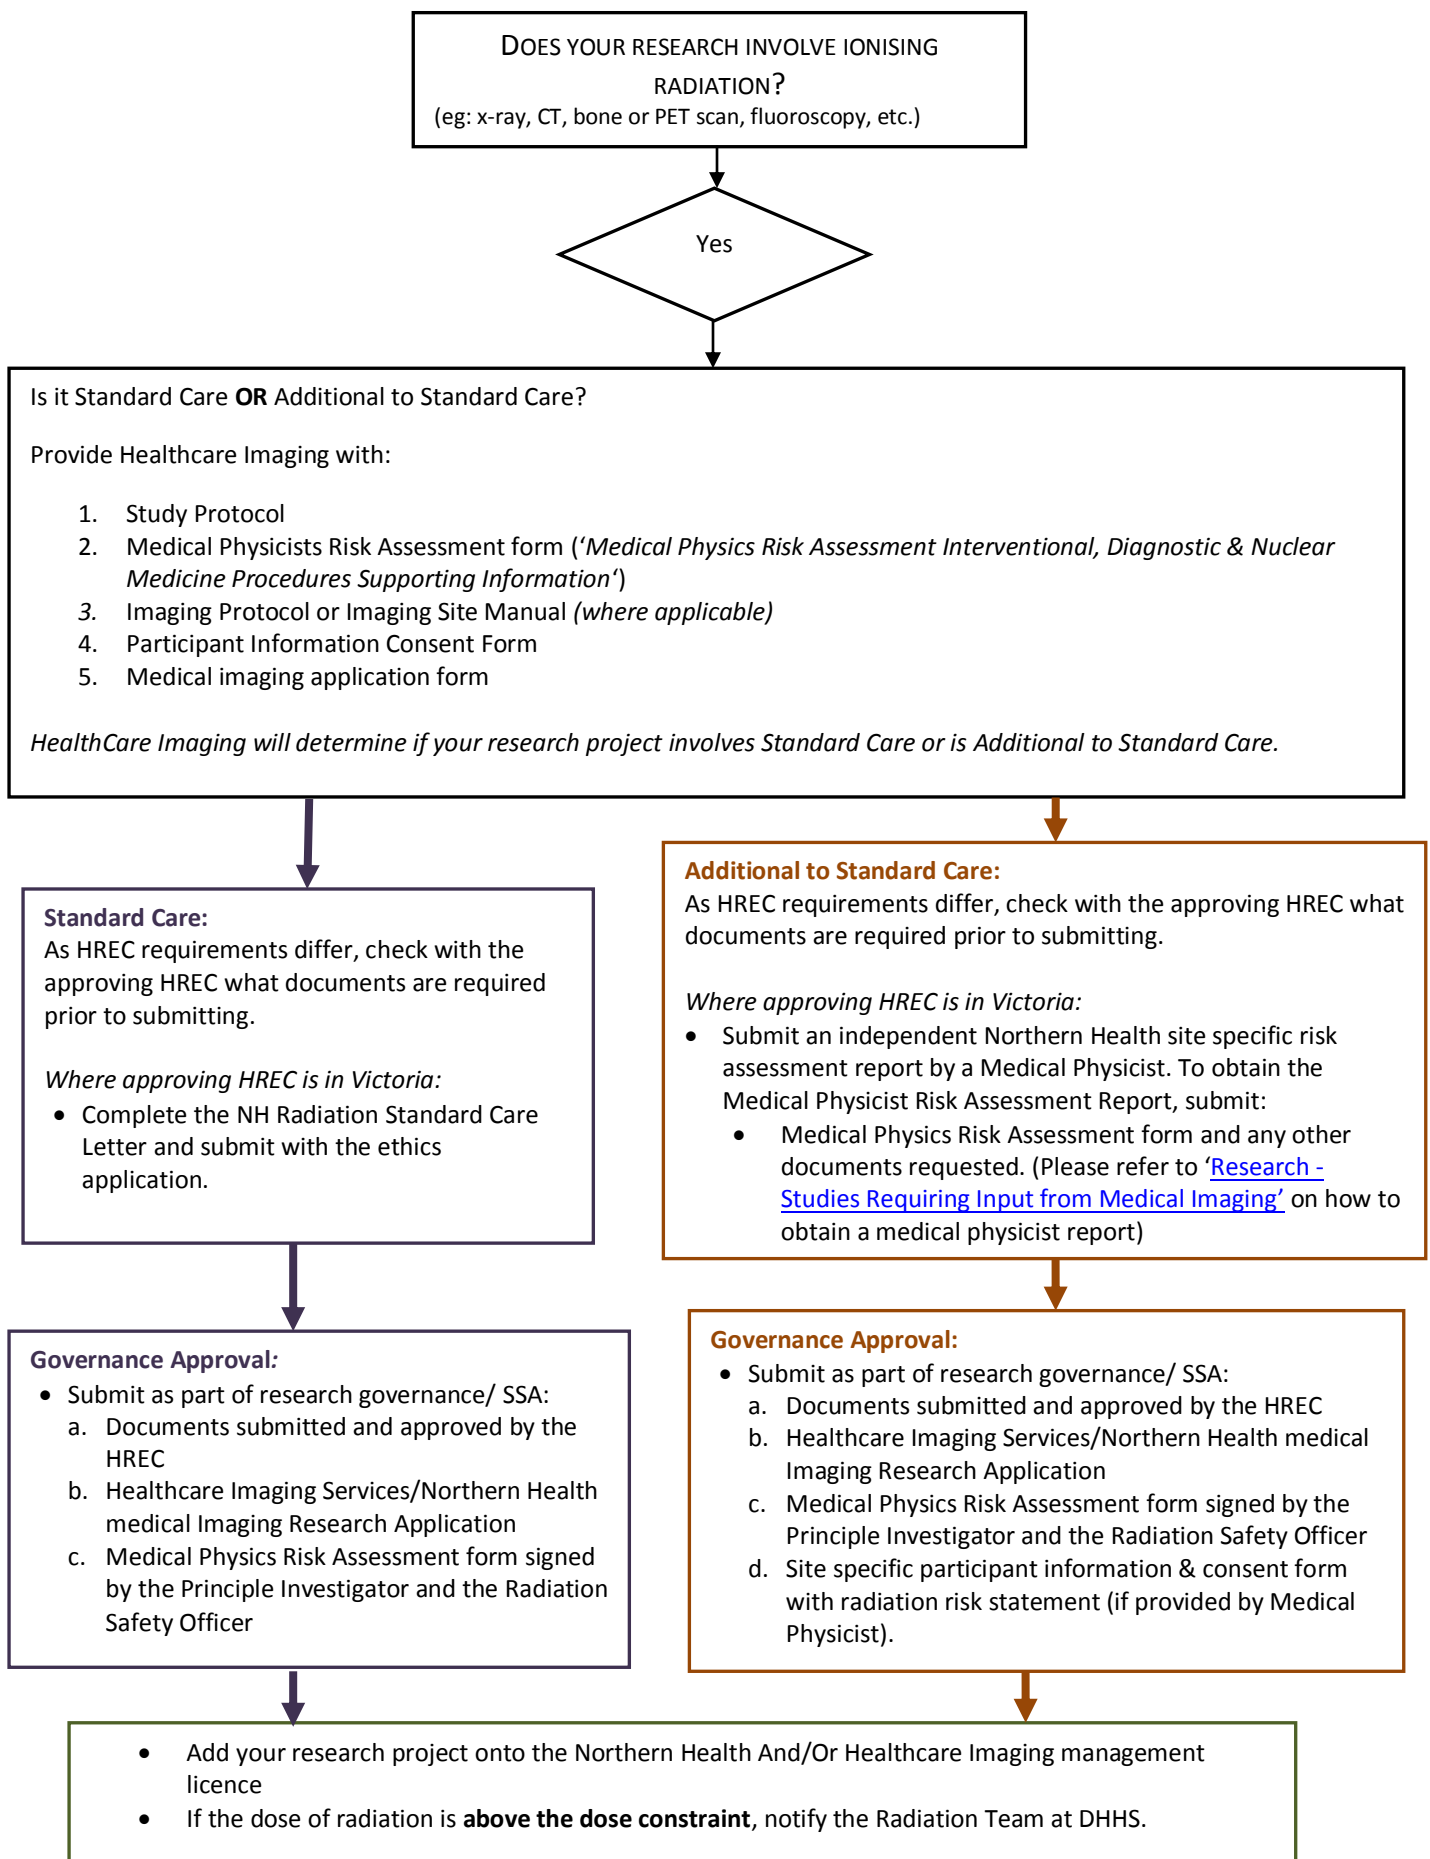 DOES YOUR RESEARCH INVOLVE IONISING
RADIATION?
(eg: x-ray, CT, bone or PET scan, fluoroscopy, etc.)
Yes
Is it Standard Care OR Additional to Standard Care?
Provide Healthcare Imaging with:
1. Study Protocol
2. Medical Physicists Risk Assessment form (‘Medical Physics Risk Assessment Interventional, Diagnostic & Nuclear
Medicine Procedures Supporting Information‘)
3. Imaging Protocol or Imaging Site Manual (where applicable)
4. Participant Information Consent Form
5. Medical imaging application form
HealthCare Imaging will determine if your research project involves Standard Care or is Additional to Standard Care.
Standard Care:
As HREC requirements differ, check with the
approving HREC what documents are required
prior to submitting.
Where approving HREC is in Victoria:
• Complete the NH Radiation Standard Care
Letter and submit with the ethics
application.
Additional to Standard Care:
As HREC requirements differ, check with the approving HREC what
documents are required prior to submitting.
Where approving HREC is in Victoria:
• Submit an independent Northern Health site specific risk
assessment report by a Medical Physicist. To obtain the
Medical Physicist Risk Assessment Report, submit:
• Medical Physics Risk Assessment form and any other
documents requested. (Please refer to ‘Research -
Studies Requiring Input from Medical Imaging’ on how to
obtain a medical physicist report)
Governance Approval:
• Submit as part of research governance/ SSA:
a. Documents submitted and approved by the
HREC
b. Healthcare Imaging Services/Northern Health
medical Imaging Research Application
c. Medical Physics Risk Assessment form signed
by the Principle Investigator and the Radiation
Safety Officer
Governance Approval:
• Submit as part of research governance/ SSA:
a. Documents submitted and approved by the HREC
b. Healthcare Imaging Services/Northern Health medical
Imaging Research Application
c. Medical Physics Risk Assessment form signed by the
Principle Investigator and the Radiation Safety Officer
d. Site specific participant information & consent form
with radiation risk statement (if provided by Medical
Physicist).
• Add your research project onto the Northern Health And/Or Healthcare Imaging management
licence
• If the dose of radiation is above the dose constraint, notify the Radiation Team at DHHS.